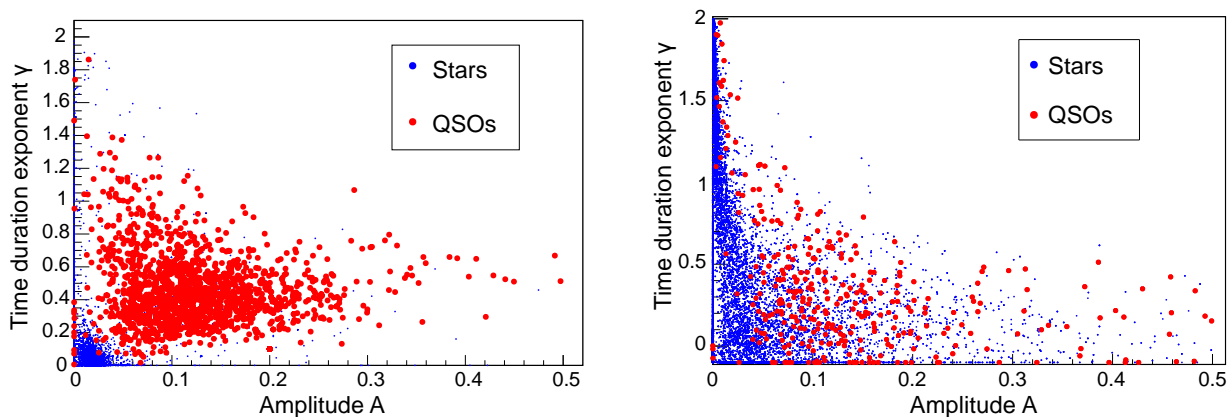 Time duration exponent γ
2
1.8
1.6
1.4
1.2
1
0.8
0.6
0.4
0.2
0
Stars
QSOs
0 0.1 0.2 0.3 0.4 0.5
Amplitude A
Time duration exponent γ
2
1.5
1
0.5
0
Stars
QSOs
0 0.1 0.2 0.3 0.4 0.5
Amplitude A